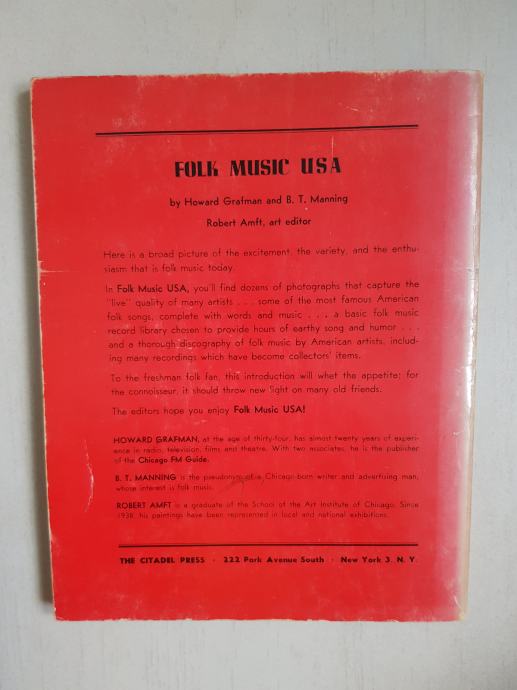 FOLK MUSIC USA
by Howard Grafman and B. T. Manning
Robert Amft, art editor
Here is a broad picture of the excitement, the variety, and the enthu-
siasm that is folk music today.
In Folk Music USA, you'll find dozens of photographs that capture the
"live" quality of many artists . . . some of the most famous American
folk songs, complete with words and music . . . a basic folk music
record library chosen to provide hours of earthy song and humor . . .
and a thorough discography of folk music by American artists, includ-
ing many recordings which have become collectors' items.
To the freshman folk fan, this introduction will whet the appetite; for
the connoisseur, it should throw new light on many old friends.
The editors hope you enjoy Folk Music USA!
HOWARD GRAFMAN, at the age of thirty-four, has almost twenty years of experi-
ence in radio, television, films and theatre. With two associates, he is the publisher
of the Chicago FM Guide.
B. T. MANNING is the pseudonym of a Chicago-born writer and advertising man,
whose interest is folk music.
ROBERT AMFT is a graduate of the School of the Art Institute of Chicago. Since
1938, his paintings have been represented in local and national exhibitions.
THE CITADEL PRESS · 222 Park Avenue South · New York 3, N. Y.